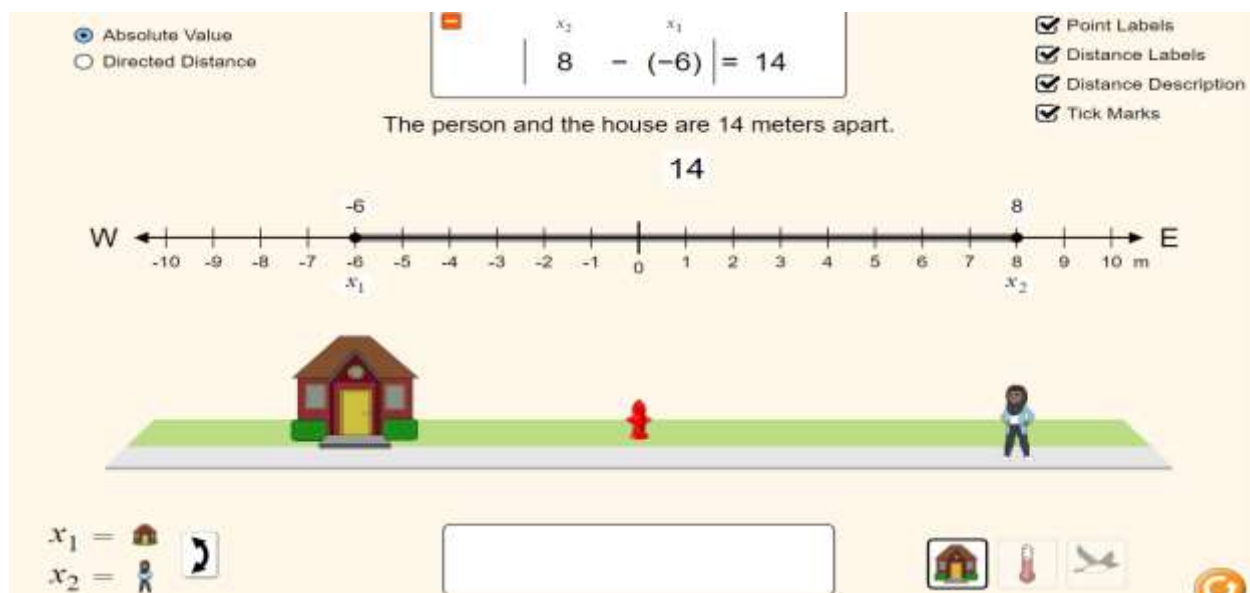 Absolute Value
Directed Distance
x₂ x₁
| 8 − (−6) | = 14
Point Labels
Distance Labels
Distance Description
Tick Marks
The person and the house are 14 meters apart.
14
-6 8
W E
-10 -9 -8 -7 -6 -5 -4 -3 -2 -1 0 1 2 3 4 5 6 7 8 9 10 m
x₁ x₂
x₁ =
x₂ =